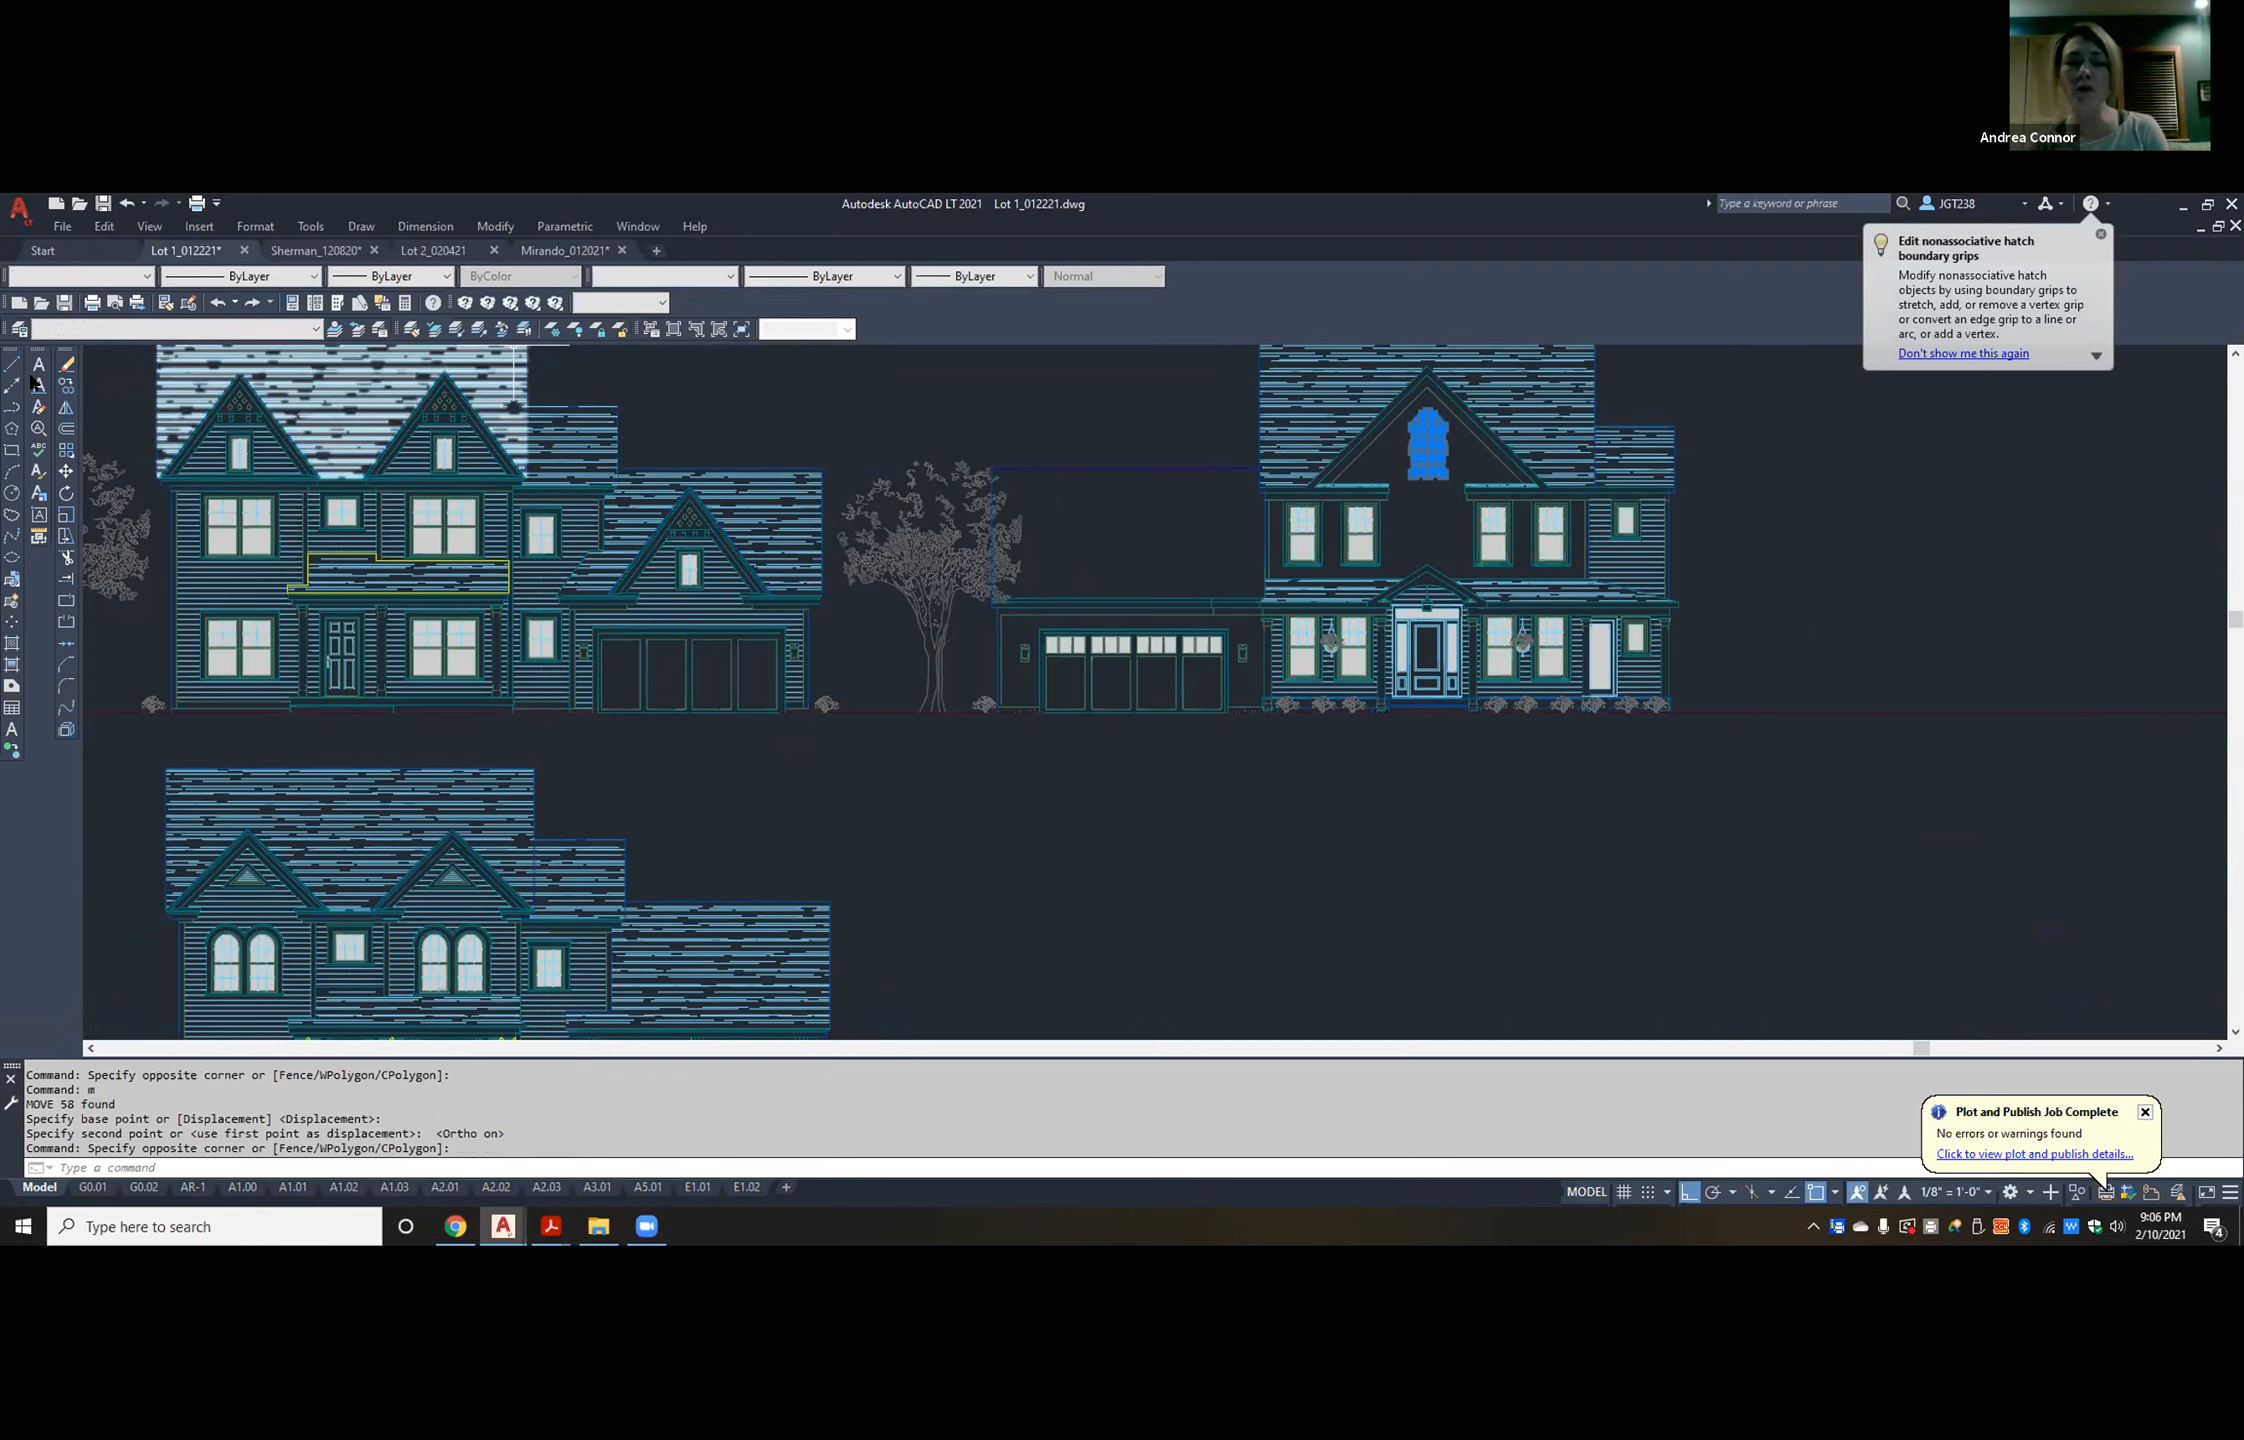 Andrea Connor
Autodesk AutoCAD LT 2021 Lot 1_012221.dwg
Type a keyword or phrase
JGT238
File Edit View Insert Format Tools Draw Dimension Modify Parametric Window Help
Start Lot 1_012221* Sherman_120820* Lot 2_020421 Mirando_012021*
ByLayer ByLayer ByColor ByLayer ByLayer Normal
Edit nonassociative hatch
boundary grips
Modify nonassociative hatch
objects by using boundary grips to
stretch, add, or remove a vertex grip
or convert an edge grip to a line or
arc, or add a vertex.
Don't show me this again
Command: Specify opposite corner or [Fence/WPolygon/CPolygon]:
Command: m
MOVE 58 found
Specify base point or [Displacement] <Displacement>:
Specify second point or <use first point as displacement>: <Ortho on>
Command: Specify opposite corner or [Fence/WPolygon/CPolygon]:
Type a command
Plot and Publish Job Complete
No errors or warnings found
Click to view plot and publish details...
Model G0.01 G0.02 AR-1 A1.00 A1.01 A1.02 A1.03 A2.01 A2.02 A2.03 A3.01 A5.01 E1.01 E1.02
MODEL 1/8" = 1'-0"
Type here to search
9:06 PM
2/10/2021
4